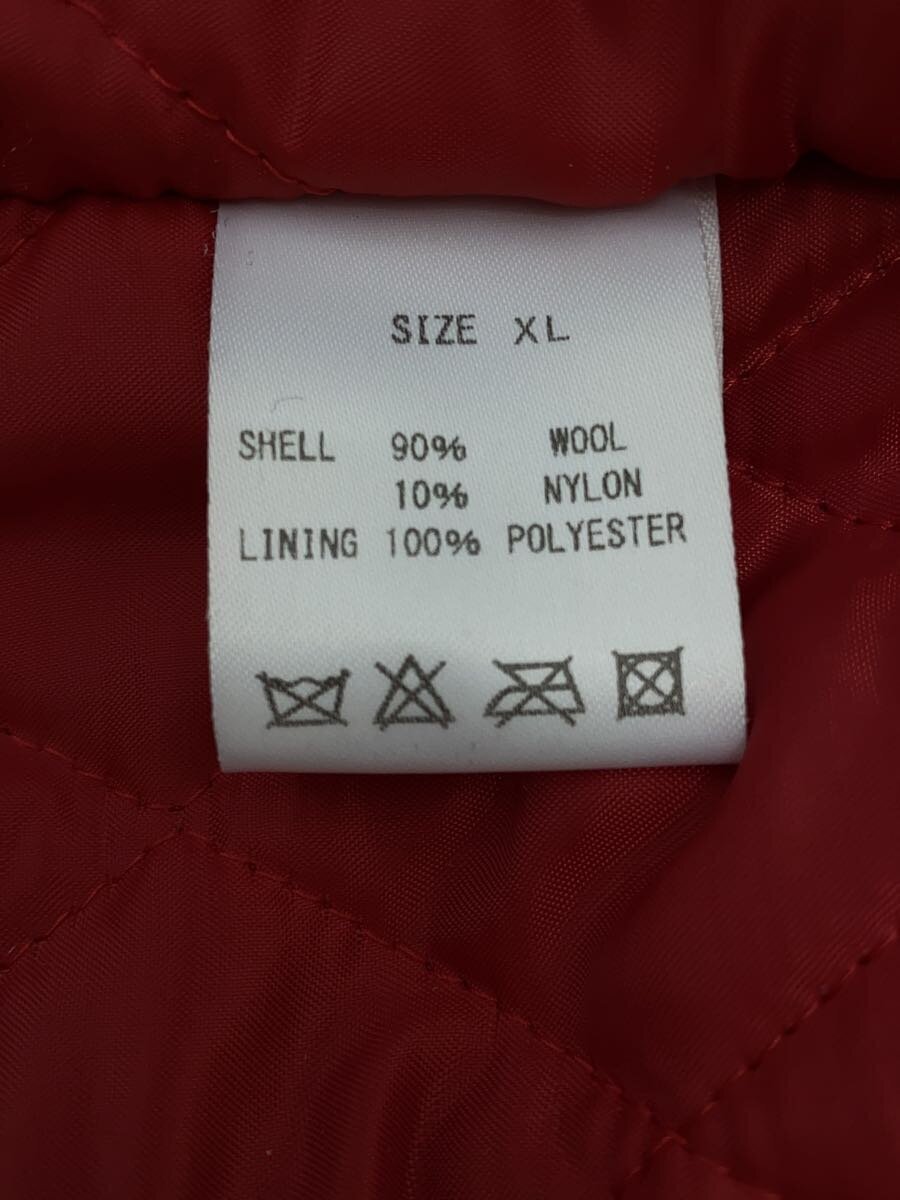 SIZE XL
SHELL 90% WOOL
10% NYLON
LINING 100% POLYESTER